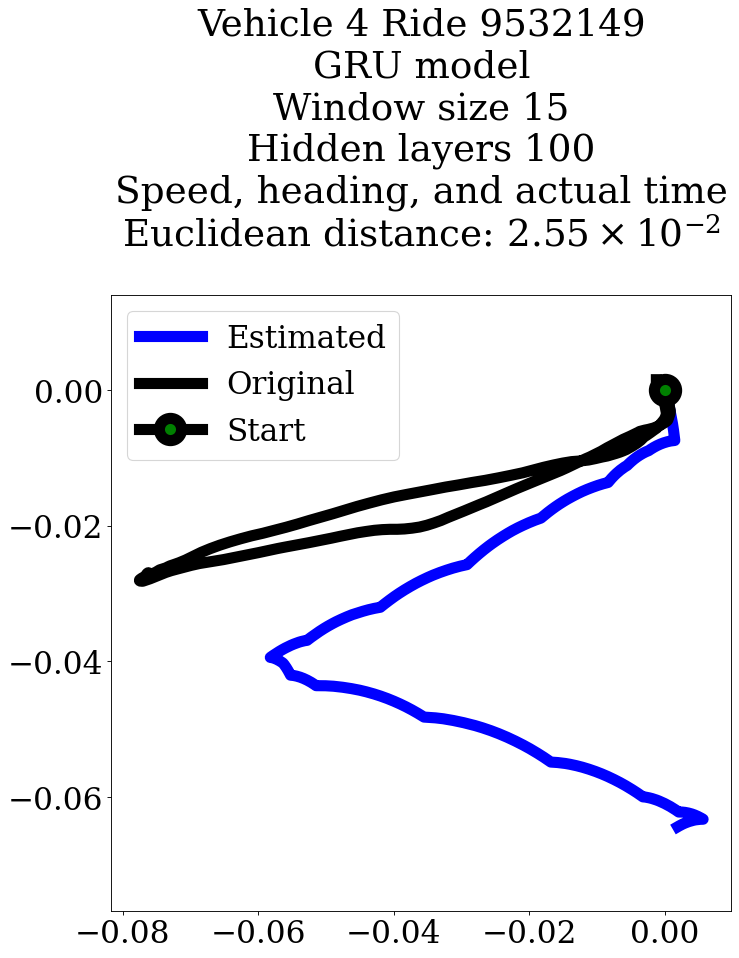 Vehicle 4 Ride 9532149
GRU model
Window size 15
Hidden layers 100
Speed, heading, and actual time
Euclidean distance: 2.55 × 10⁻²
Estimated
Original
Start
0.00
−0.02
−0.04
−0.06
−0.08 −0.06 −0.04 −0.02 0.00